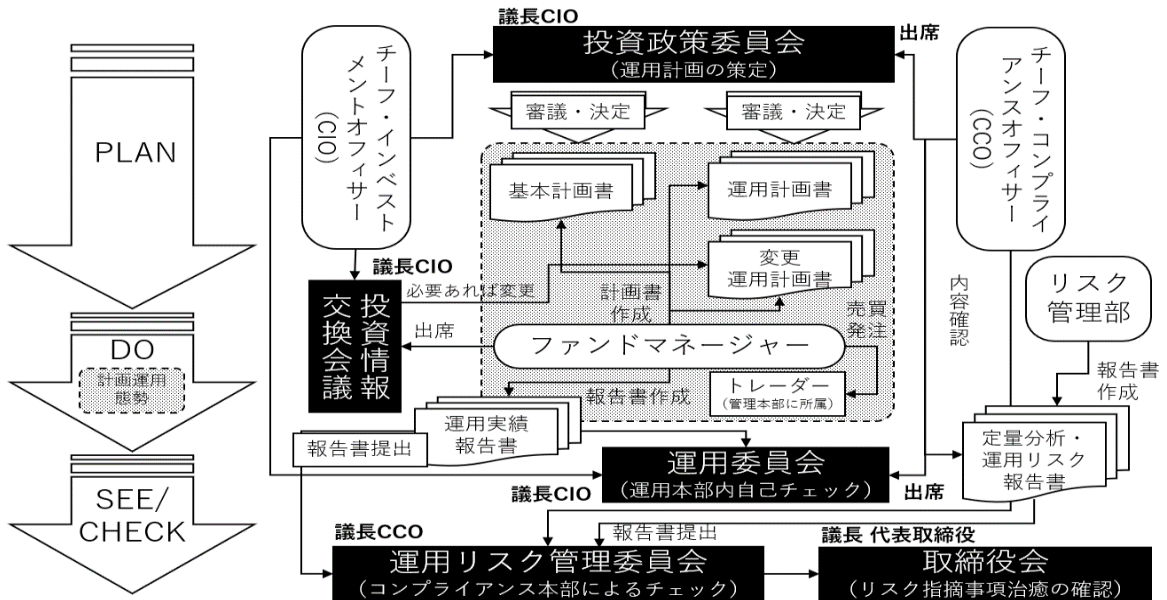 議長CIO
投資政策委員会
(運用計画の策定)
出席
チーフ・インベスト
メントオフィサー
(CIO)
チーフ・コンプライ
アンスオフィサー
(CCO)
PLAN
審議・決定
審議・決定
基本計画書
運用計画書
変更
運用計画書
議長CIO
投資情報
交換会議
必要あれば変更
出席
計画書
作成
売買
発注
内容確認
リスク
管理部
DO
計画運用
態勢
ファンドマネージャー
トレーダー
(管理本部に所属)
報告書作成
報告書
作成
運用実績
報告書
報告書提出
定量分析・
運用リスク
報告書
運用委員会
(運用本部内自己チェック)
議長CIO
出席
SEE/
CHECK
議長CCO
報告書提出
議長 代表取締役
運用リスク管理委員会
(コンプライアンス本部によるチェック)
取締役会
(リスク指摘事項治癒の確認)